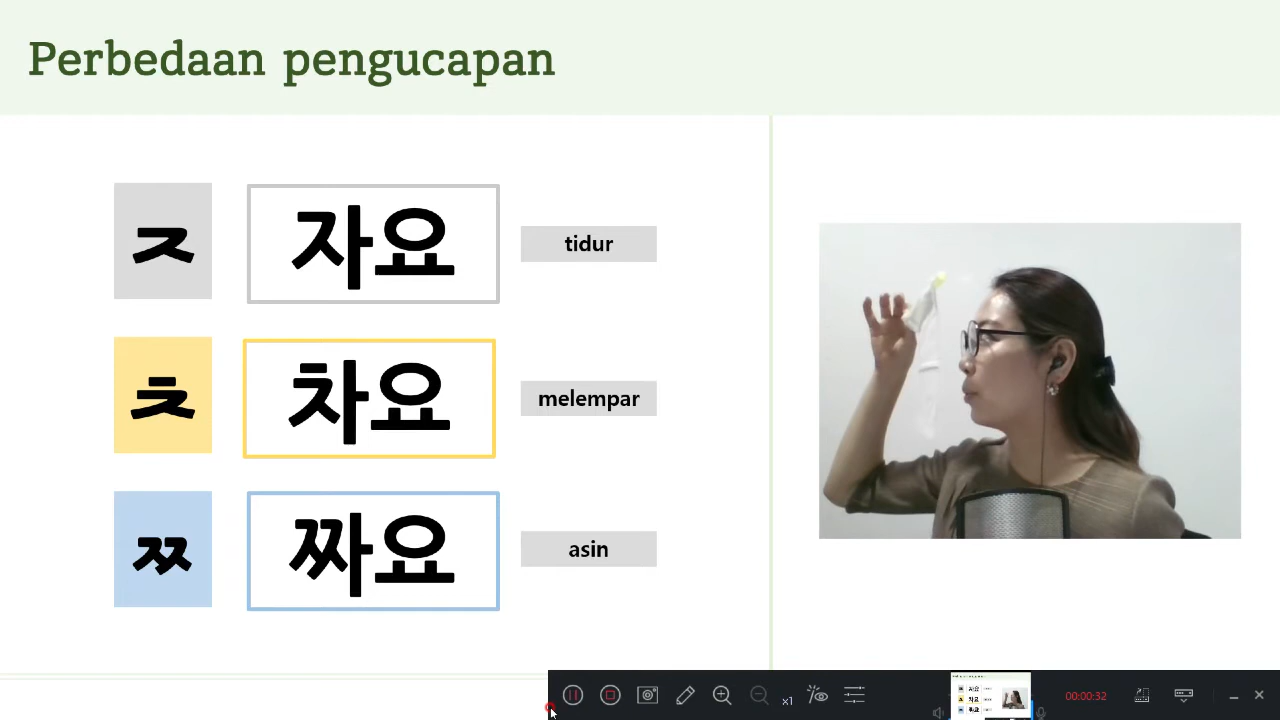 Perbedaan pengucapan
ㅈ 자요 tidur
ㅊ 차요 melempar
ㅉ 짜요 asin
x1
00:00:32